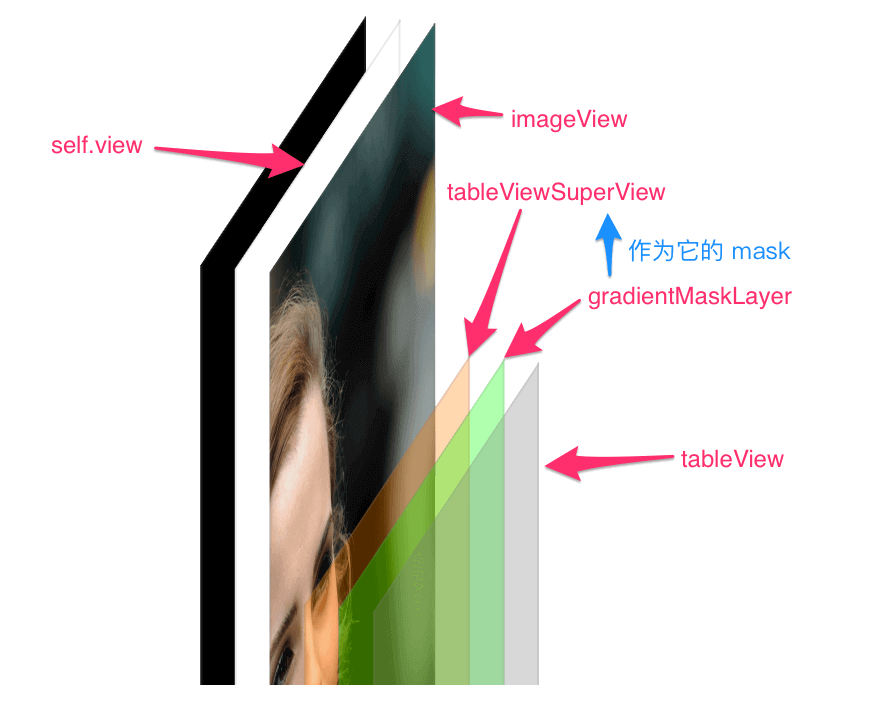 imageView
self.view
tableViewSuperView
作为它的 mask
gradientMaskLayer
tableView